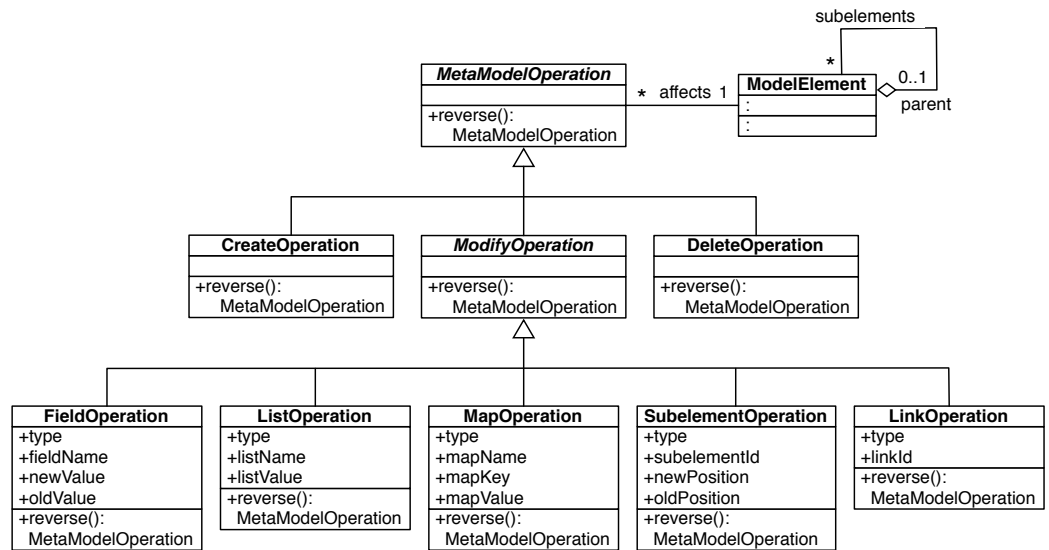 subelements
*
0..1
parent
MetaModelOperation
+reverse():
MetaModelOperation
* affects 1
ModelElement
:
:
CreateOperation
+reverse():
MetaModelOperation
ModifyOperation
+reverse():
MetaModelOperation
DeleteOperation
+reverse():
MetaModelOperation
FieldOperation
+type
+fieldName
+newValue
+oldValue
+reverse():
MetaModelOperation
ListOperation
+type
+listName
+listValue
+reverse():
MetaModelOperation
MapOperation
+type
+mapName
+mapKey
+mapValue
+reverse():
MetaModelOperation
SubelementOperation
+type
+subelementId
+newPosition
+oldPosition
+reverse():
MetaModelOperation
LinkOperation
+type
+linkId
+reverse():
MetaModelOperation